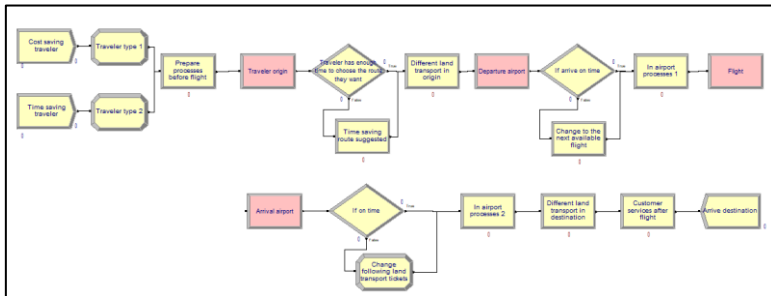 Cost saving
traveler
Traveler type 1
Prepare
processes before
flight
Traveler origin
Traveler has enough
time to choose the route
they want
True
False
Time saving
route suggested
Different land
transport in
origin
Departure airport
If arrive on time
True
False
Change to the
next available
flight
In airport
processes 1
Flight
Time saving
traveler
Traveler type 2
Arrival airport
If on time
True
False
Change
following land
transport tickets
In airport
processes 2
Different land
transport in
destination
Customer
services after
flight
Arrive destination